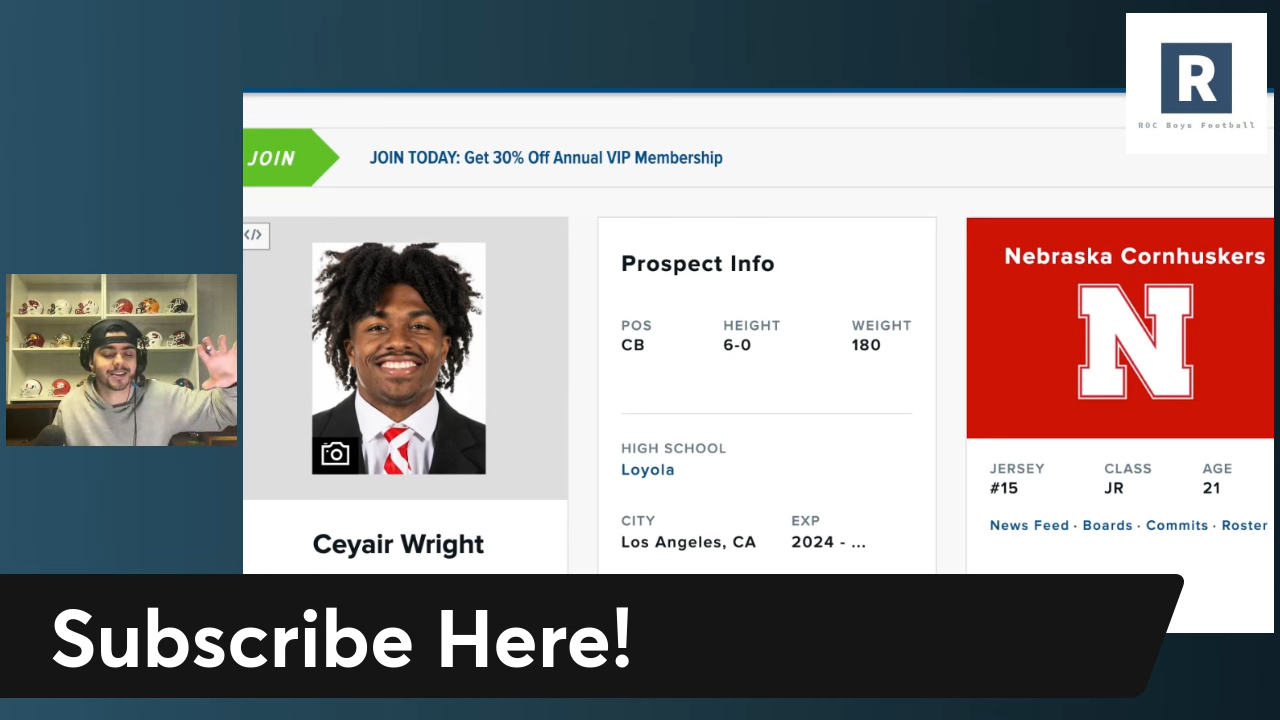 R
ROC Boys Football
JOIN
JOIN TODAY: Get 30% Off Annual VIP Membership
</>
Prospect Info
POS HEIGHT WEIGHT
CB 6-0 180
HIGH SCHOOL
Loyola
CITY EXP
Los Angeles, CA 2024 - ...
Ceyair Wright
Nebraska Cornhuskers
N
JERSEY CLASS AGE
#15 JR 21
News Feed · Boards · Commits · Roster
Subscribe Here!